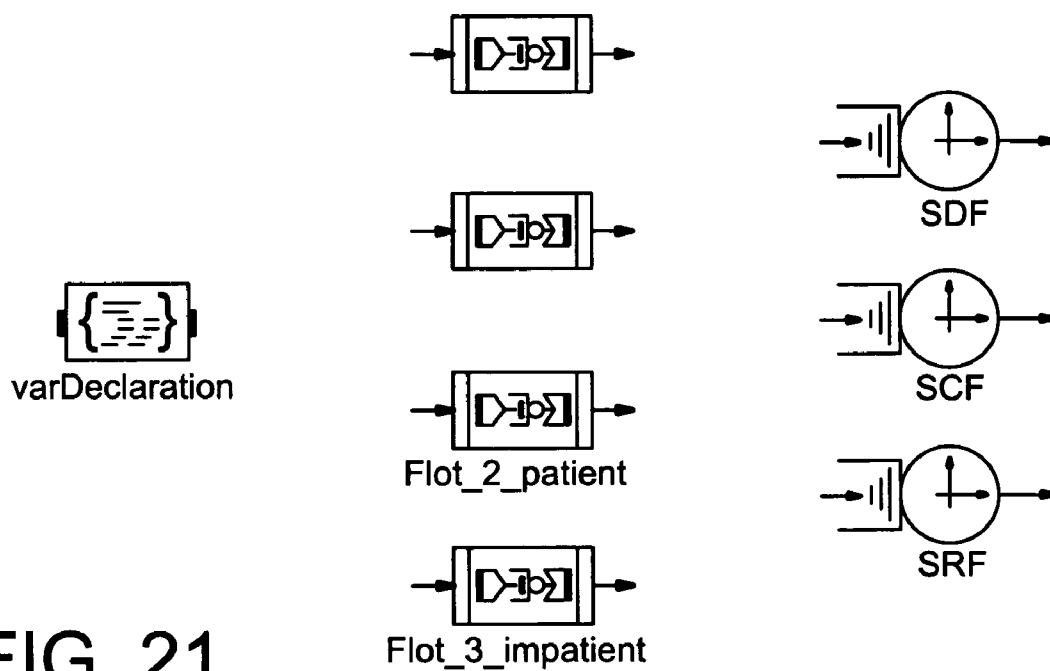 SDF
varDeclaration
SCF
Flot_2_patient
SRF
Flot_3_impatient
FIG. 21